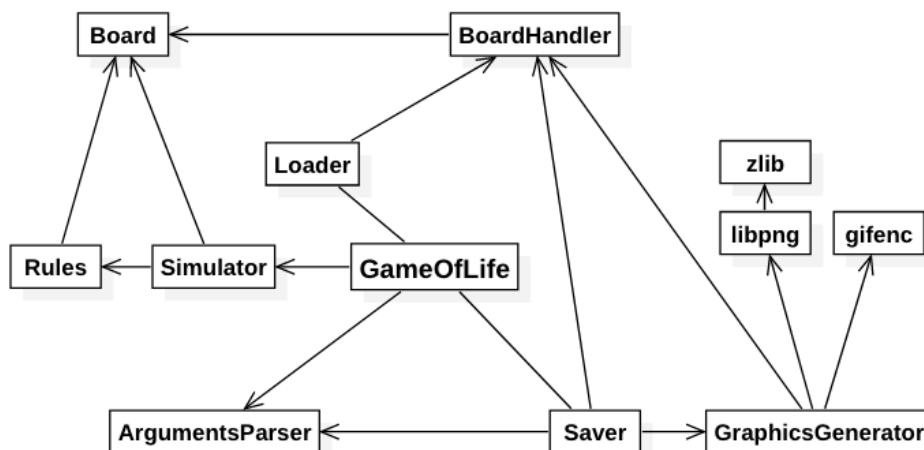 Board
BoardHandler
Loader
zlib
libpng
gifenc
Rules
Simulator
GameOfLife
ArgumentsParser
Saver
GraphicsGenerator